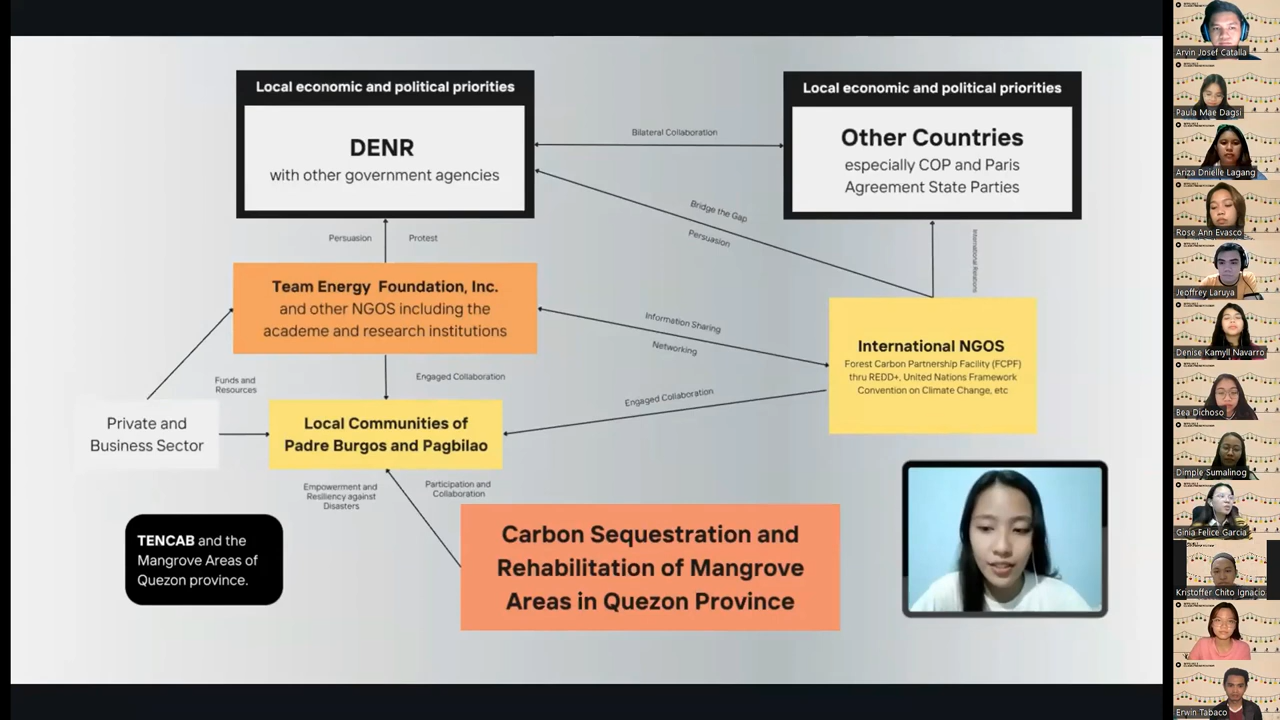 Local economic and political priorities
DENR
with other government agencies
Local economic and political priorities
Other Countries
especially COP and Paris
Agreement State Parties
Bilateral Collaboration
Bridge the Gap
Persuasion
Persuasion
Protest
International Relations
Team Energy Foundation, Inc.
and other NGOS including the
academe and research institutions
Information Sharing
Networking
International NGOS
Forest Carbon Partnership Facility (FCPF)
thru REDD+, United Nations Framework
Convention on Climate Change, etc
Funds and
Resources
Engaged Collaboration
Engaged Collaboration
Private and
Business Sector
Local Communities of
Padre Burgos and Pagbilao
Empowerment and
Resiliency against
Disasters
Participation and
Collaboration
TENCAB and the
Mangrove Areas of
Quezon province.
Carbon Sequestration and
Rehabilitation of Mangrove
Areas in Quezon Province
Arvin Josef Catalla
Paula Mae Dagsi
Ariza Dnielle Lagang
Rose Ann Evasco
Jeoffrey Laruya
Denise Kamyll Navarro
Bea Dichoso
Dimple Sumalinog
Ginia Felice Garcia
Kristoffer Chito Ignacio
Erwin Tabaco